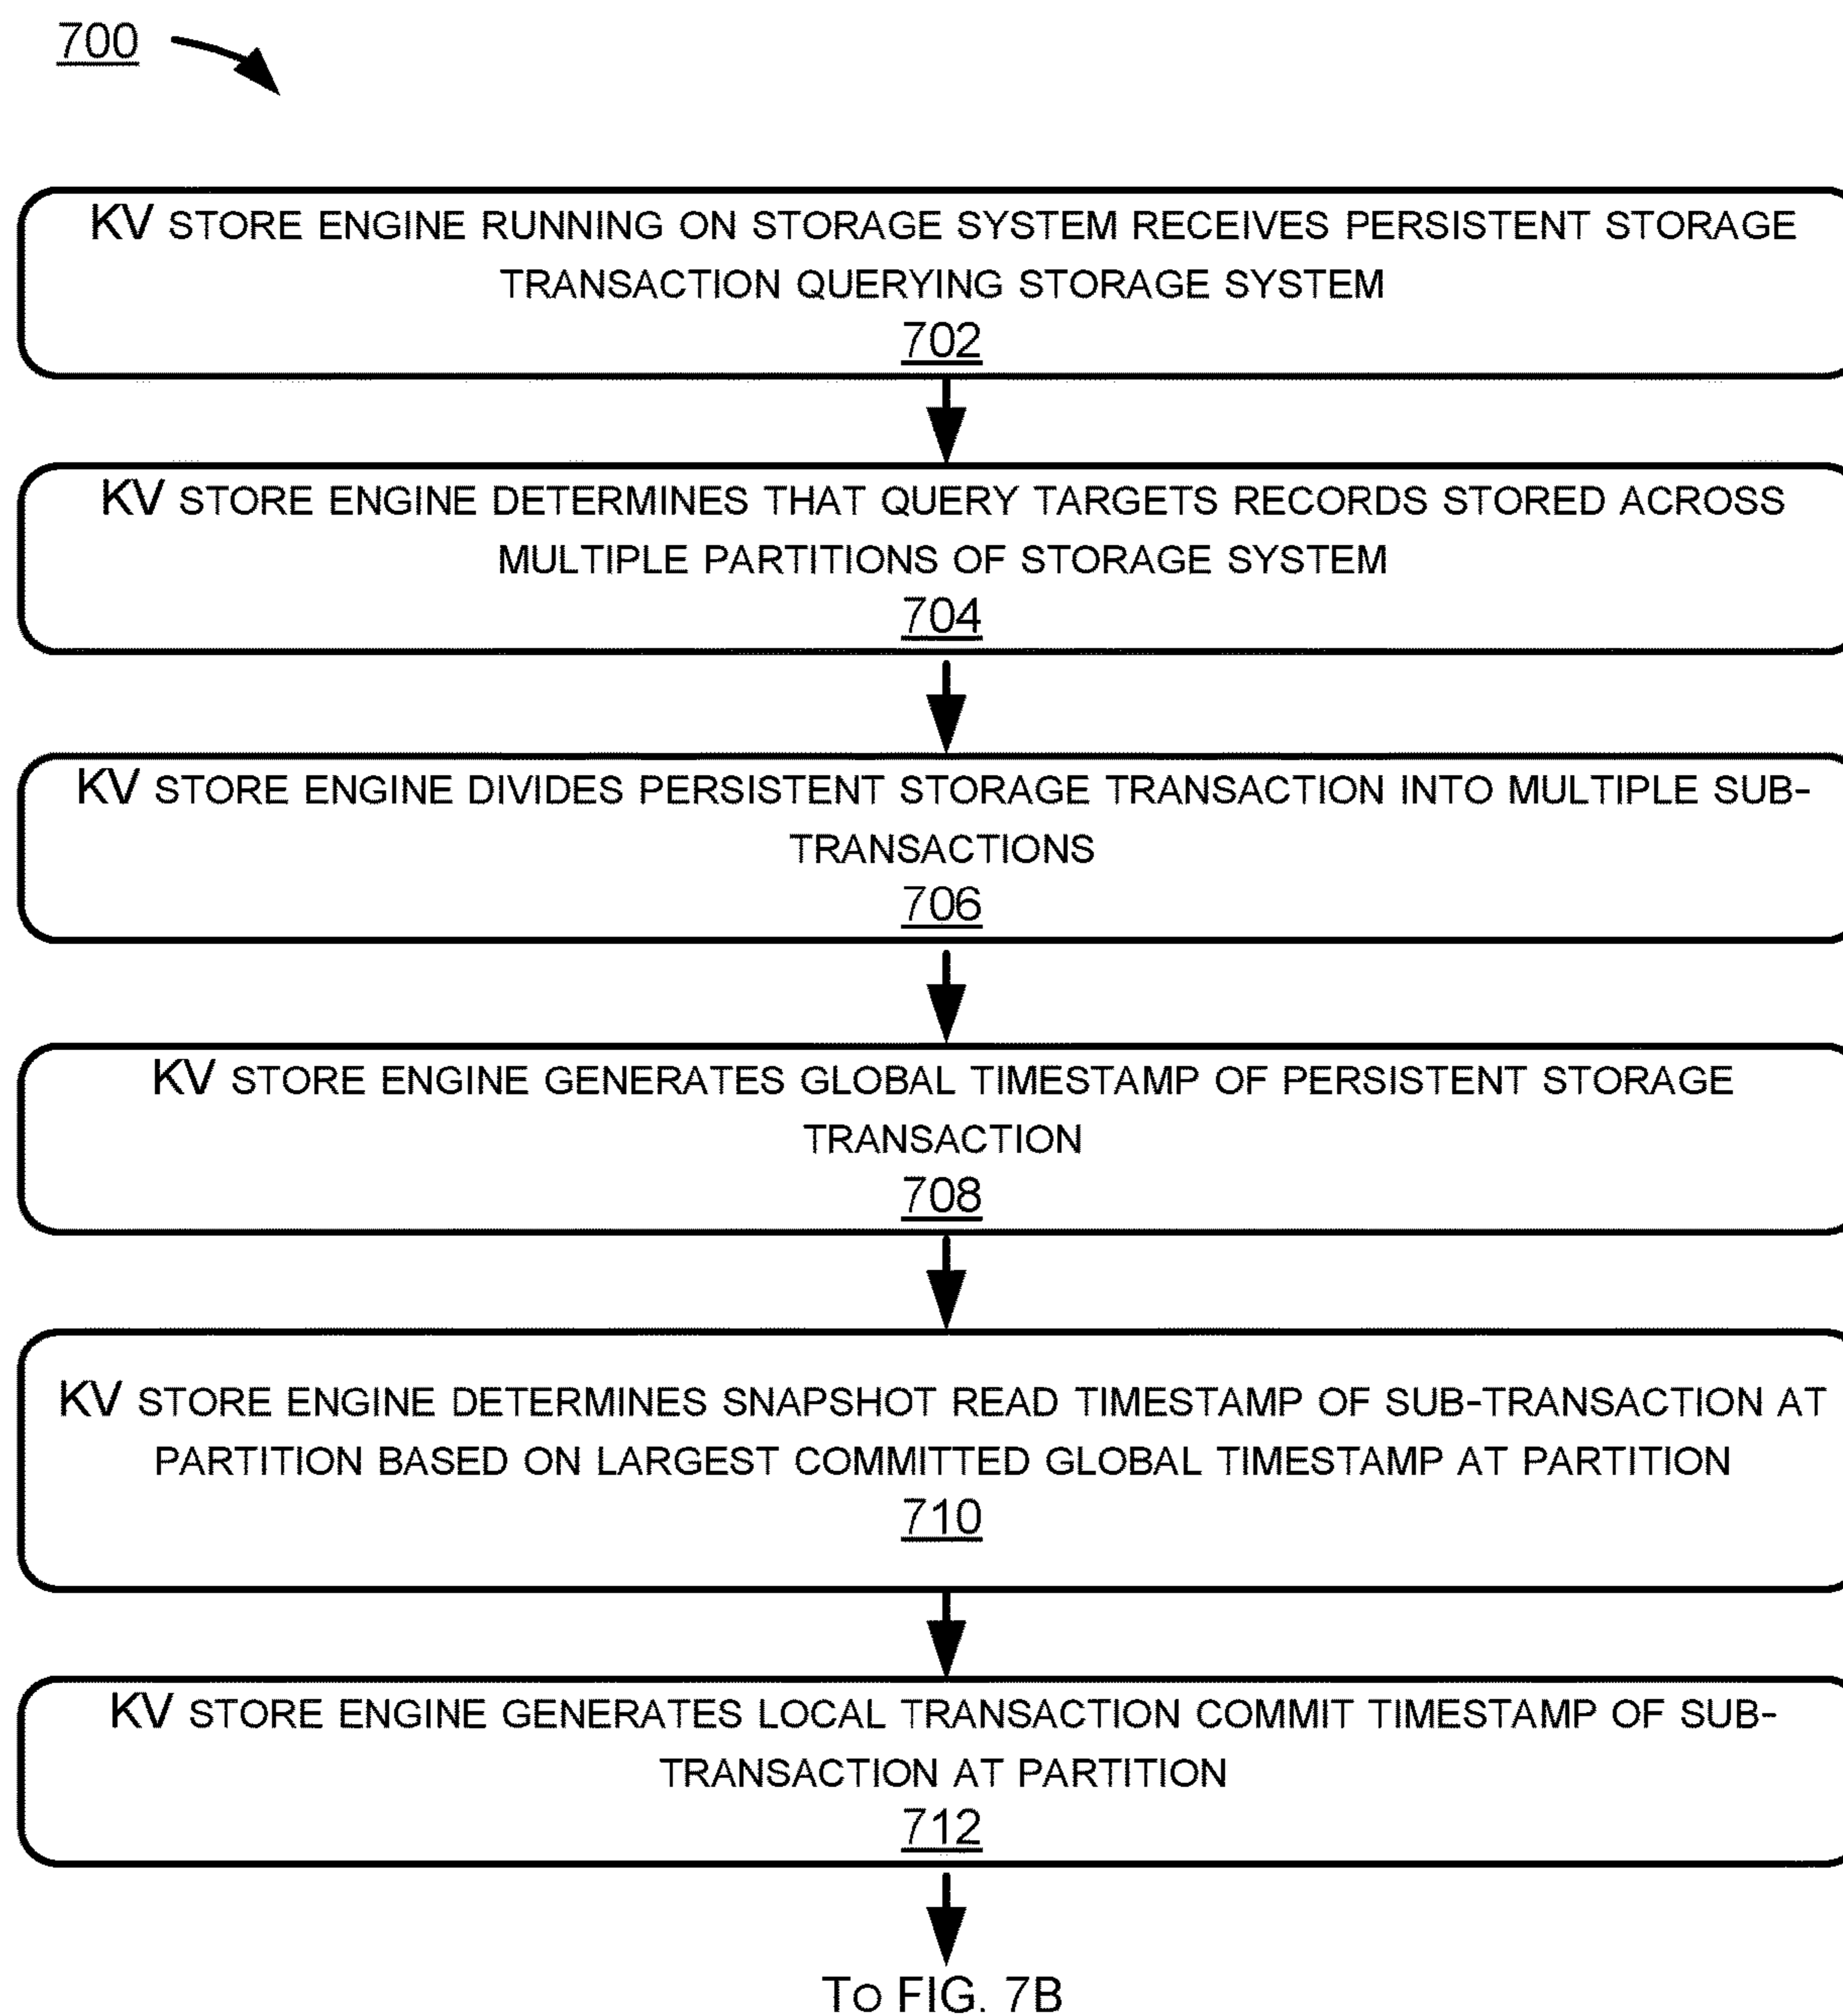 700
KV STORE ENGINE RUNNING ON STORAGE SYSTEM RECEIVES PERSISTENT STORAGE
TRANSACTION QUERYING STORAGE SYSTEM
702
KV STORE ENGINE DETERMINES THAT QUERY TARGETS RECORDS STORED ACROSS
MULTIPLE PARTITIONS OF STORAGE SYSTEM
704
KV STORE ENGINE DIVIDES PERSISTENT STORAGE TRANSACTION INTO MULTIPLE SUB-
TRANSACTIONS
706
KV STORE ENGINE GENERATES GLOBAL TIMESTAMP OF PERSISTENT STORAGE
TRANSACTION
708
KV STORE ENGINE DETERMINES SNAPSHOT READ TIMESTAMP OF SUB-TRANSACTION AT
PARTITION BASED ON LARGEST COMMITTED GLOBAL TIMESTAMP AT PARTITION
710
KV STORE ENGINE GENERATES LOCAL TRANSACTION COMMIT TIMESTAMP OF SUB-
TRANSACTION AT PARTITION
712
TO FIG. 7B